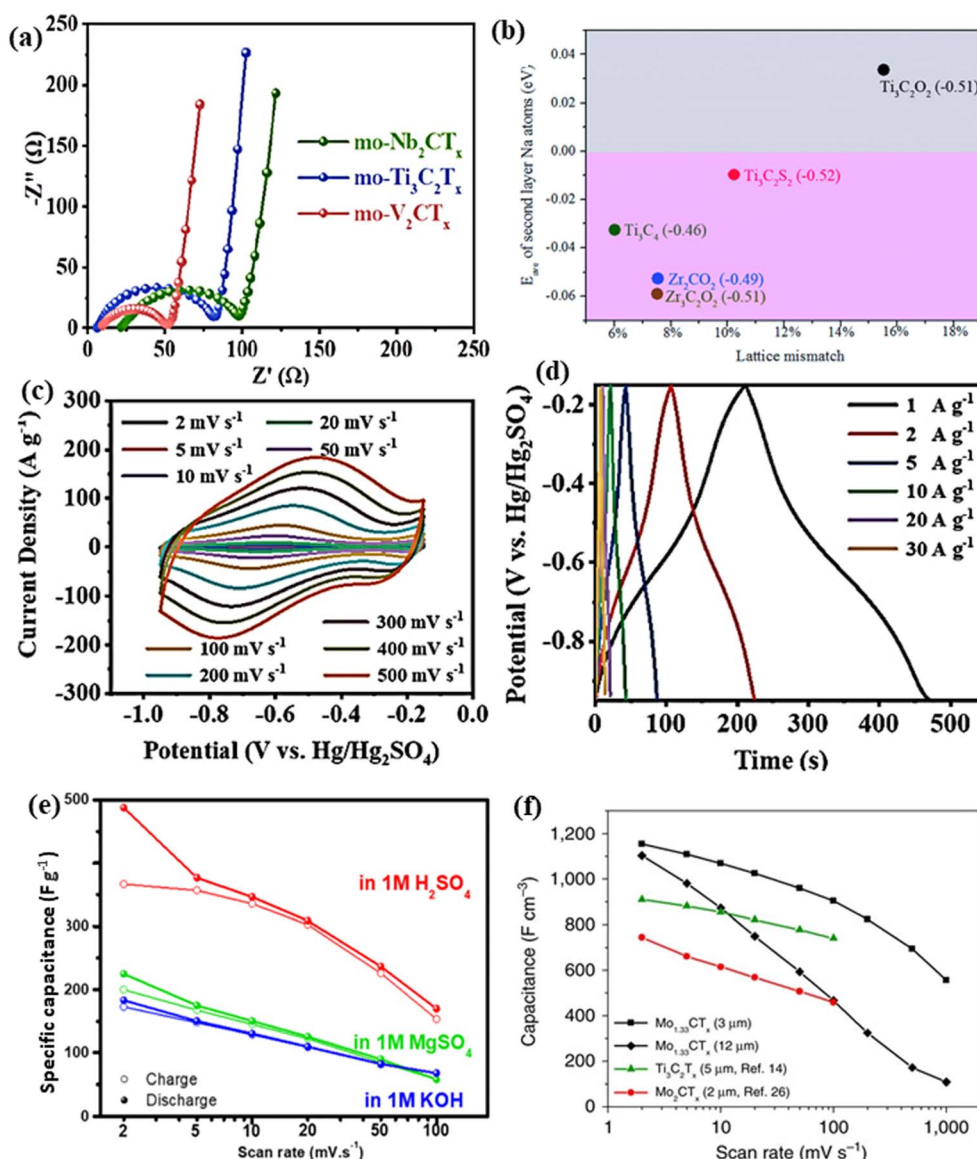 (a)
-Z'' (Ω)
250
200
150
100
50
0
0 50 100 150 200 250
Z' (Ω)
mo-Nb₂CTₓ
mo-Ti₃C₂Tₓ
mo-V₂CTₓ
(b)
E_ave of second layer Na atoms (eV)
0.04
0.02
0.00
-0.02
-0.04
-0.06
6% 8% 10% 12% 14% 16% 18%
Lattice mismatch
Ti₃C₂O₂ (-0.51)
Ti₃C₂S₂ (-0.52)
Ti₃C₄ (-0.46)
Zr₂CO₂ (-0.49)
Zr₃C₂O₂ (-0.51)
(c)
Current Density (A g⁻¹)
300
200
100
0
-100
-200
-300
2 mV s⁻¹
5 mV s⁻¹
10 mV s⁻¹
20 mV s⁻¹
50 mV s⁻¹
100 mV s⁻¹
200 mV s⁻¹
300 mV s⁻¹
400 mV s⁻¹
500 mV s⁻¹
-1.0 -0.8 -0.6 -0.4 -0.2 0.0
Potential (V vs. Hg/Hg₂SO₄)
(d)
Potential (V vs. Hg/Hg₂SO₄)
-0.2
-0.4
-0.6
-0.8
1 A g⁻¹
2 A g⁻¹
5 A g⁻¹
10 A g⁻¹
20 A g⁻¹
30 A g⁻¹
0 100 200 300 400 500
Time (s)
(e)
Specific capacitance (F g⁻¹)
500
300
100
0
in 1M H₂SO₄
in 1M MgSO₄
in 1M KOH
Charge
Discharge
2 5 10 20 50 100
Scan rate (mV.s⁻¹)
(f)
Capacitance (F cm⁻³)
1,200
1,000
800
600
400
200
0
Mo₁.₃₃CTₓ (3 μm)
Mo₁.₃₃CTₓ (12 μm)
Ti₃C₂Tₓ (5 μm, Ref. 14)
Mo₂CTₓ (2 μm, Ref. 26)
1 10 100 1,000
Scan rate (mV s⁻¹)